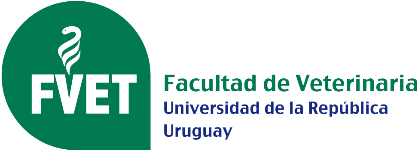 FVET
Facultad de Veterinaria
Universidad de la República
Uruguay